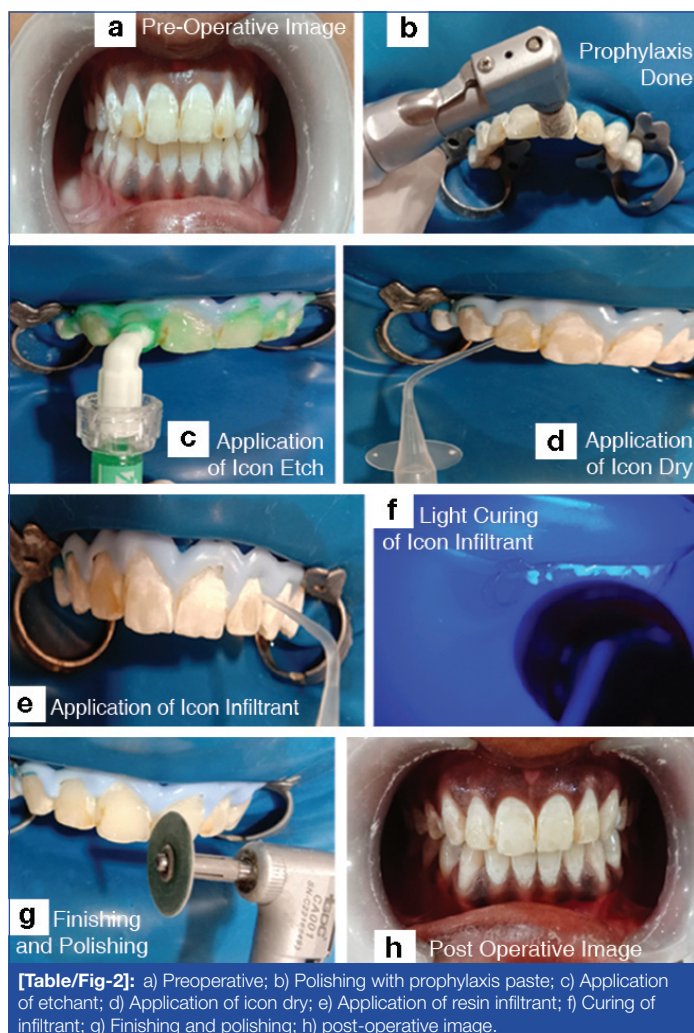 a Pre-Operative Image
b Prophylaxis
Done
c Application
of Icon Etch
d Application
of Icon Dry
e Application of Icon Infiltrant
f Light Curing
of Icon Infiltrant
g Finishing
and Polishing
CA001
h Post Operative Image
[Table/Fig-2]: a) Preoperative; b) Polishing with prophylaxis paste; c) Application
of etchant; d) Application of icon dry; e) Application of resin infiltrant; f) Curing of
infiltrant; g) Finishing and polishing; h) post-operative image.